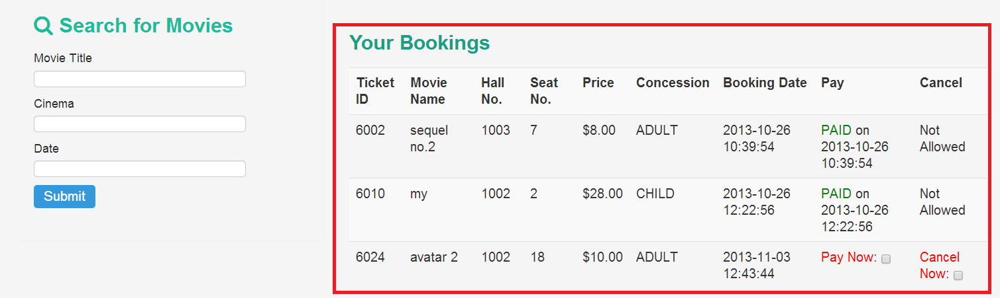 Search for Movies
Movie Title
Cinema
Date
Submit
Your Bookings
Ticket ID Movie Name Hall No. Seat No. Price Concession Booking Date Pay Cancel
6002 sequel no.2 1003 7 $8.00 ADULT 2013-10-26 10:39:54 PAID on 2013-10-26 10:39:54 Not Allowed
6010 my 1002 2 $28.00 CHILD 2013-10-26 12:22:56 PAID on 2013-10-26 12:22:56 Not Allowed
6024 avatar 2 1002 18 $10.00 ADULT 2013-11-03 12:43:44 Pay Now: Cancel Now: